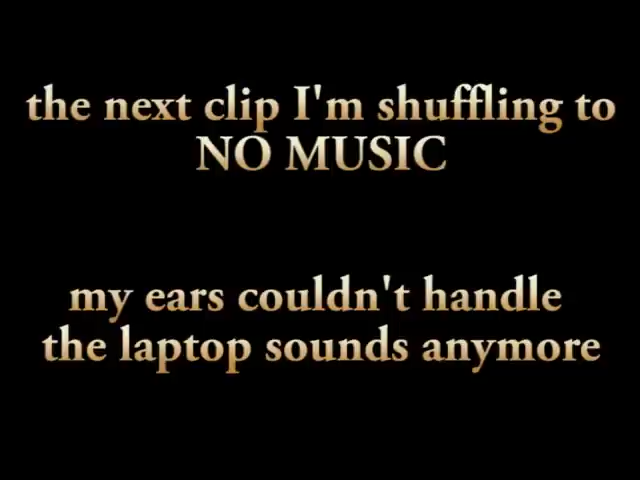 the next clip I'm shuffling to
NO MUSIC
my ears couldn't handle
the laptop sounds anymore